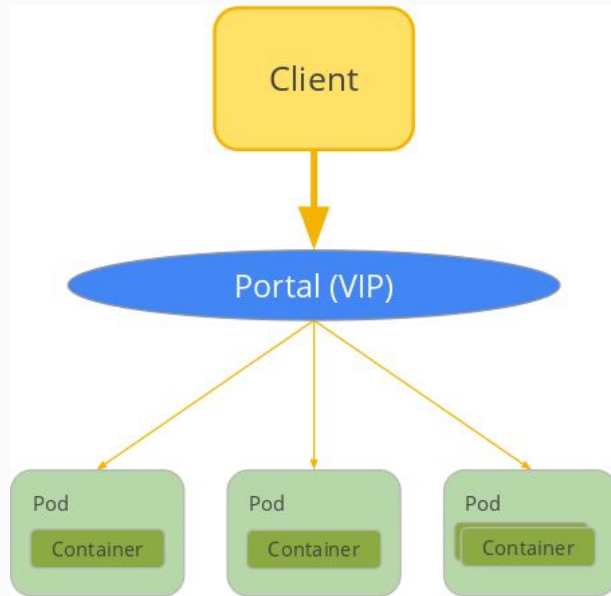 Client
Portal (VIP)
Pod
Container
Pod
Container
Pod
Container